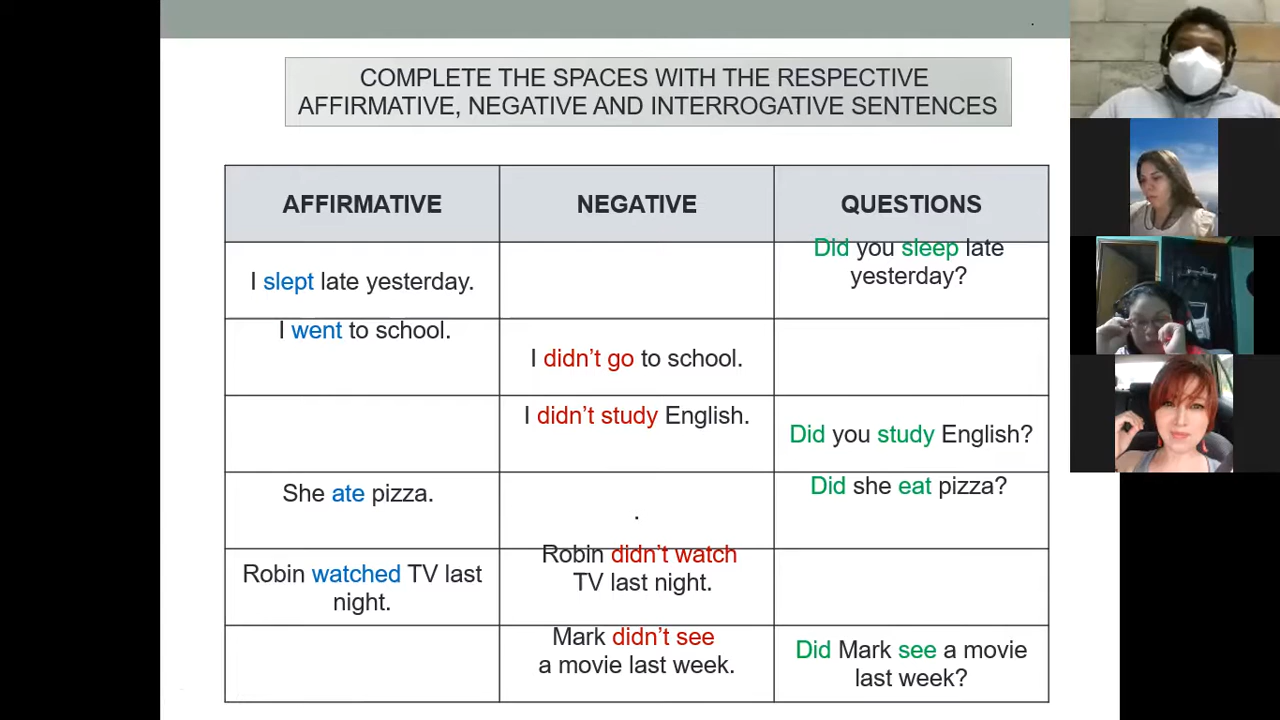 COMPLETE THE SPACES WITH THE RESPECTIVE
AFFIRMATIVE, NEGATIVE AND INTERROGATIVE SENTENCES
AFFIRMATIVE
NEGATIVE
QUESTIONS
I slept late yesterday.
Did you sleep late
yesterday?
I went to school.
I didn’t go to school.
I didn’t study English.
Did you study English?
She ate pizza.
.
Did she eat pizza?
Robin watched TV last
night.
Robin didn’t watch
TV last night.
Mark didn’t see
a movie last week.
Did Mark see a movie
last week?